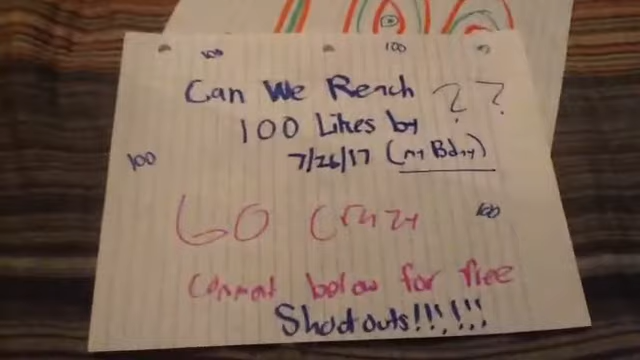 100 100
Can We Reach ??
100 Likes by
7/26/17 (my Bday)
100
GO Crazy 100
Comment below for free
Shoutouts!!!!!!